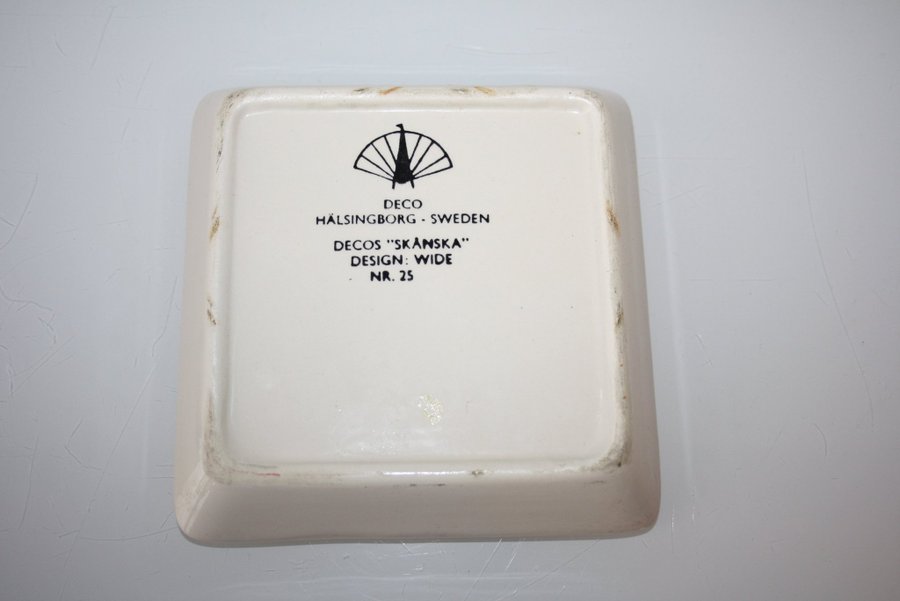 DECO
HÄLSINGBORG - SWEDEN
DECOS "SKÅNSKA"
DESIGN: WIDE
NR. 25